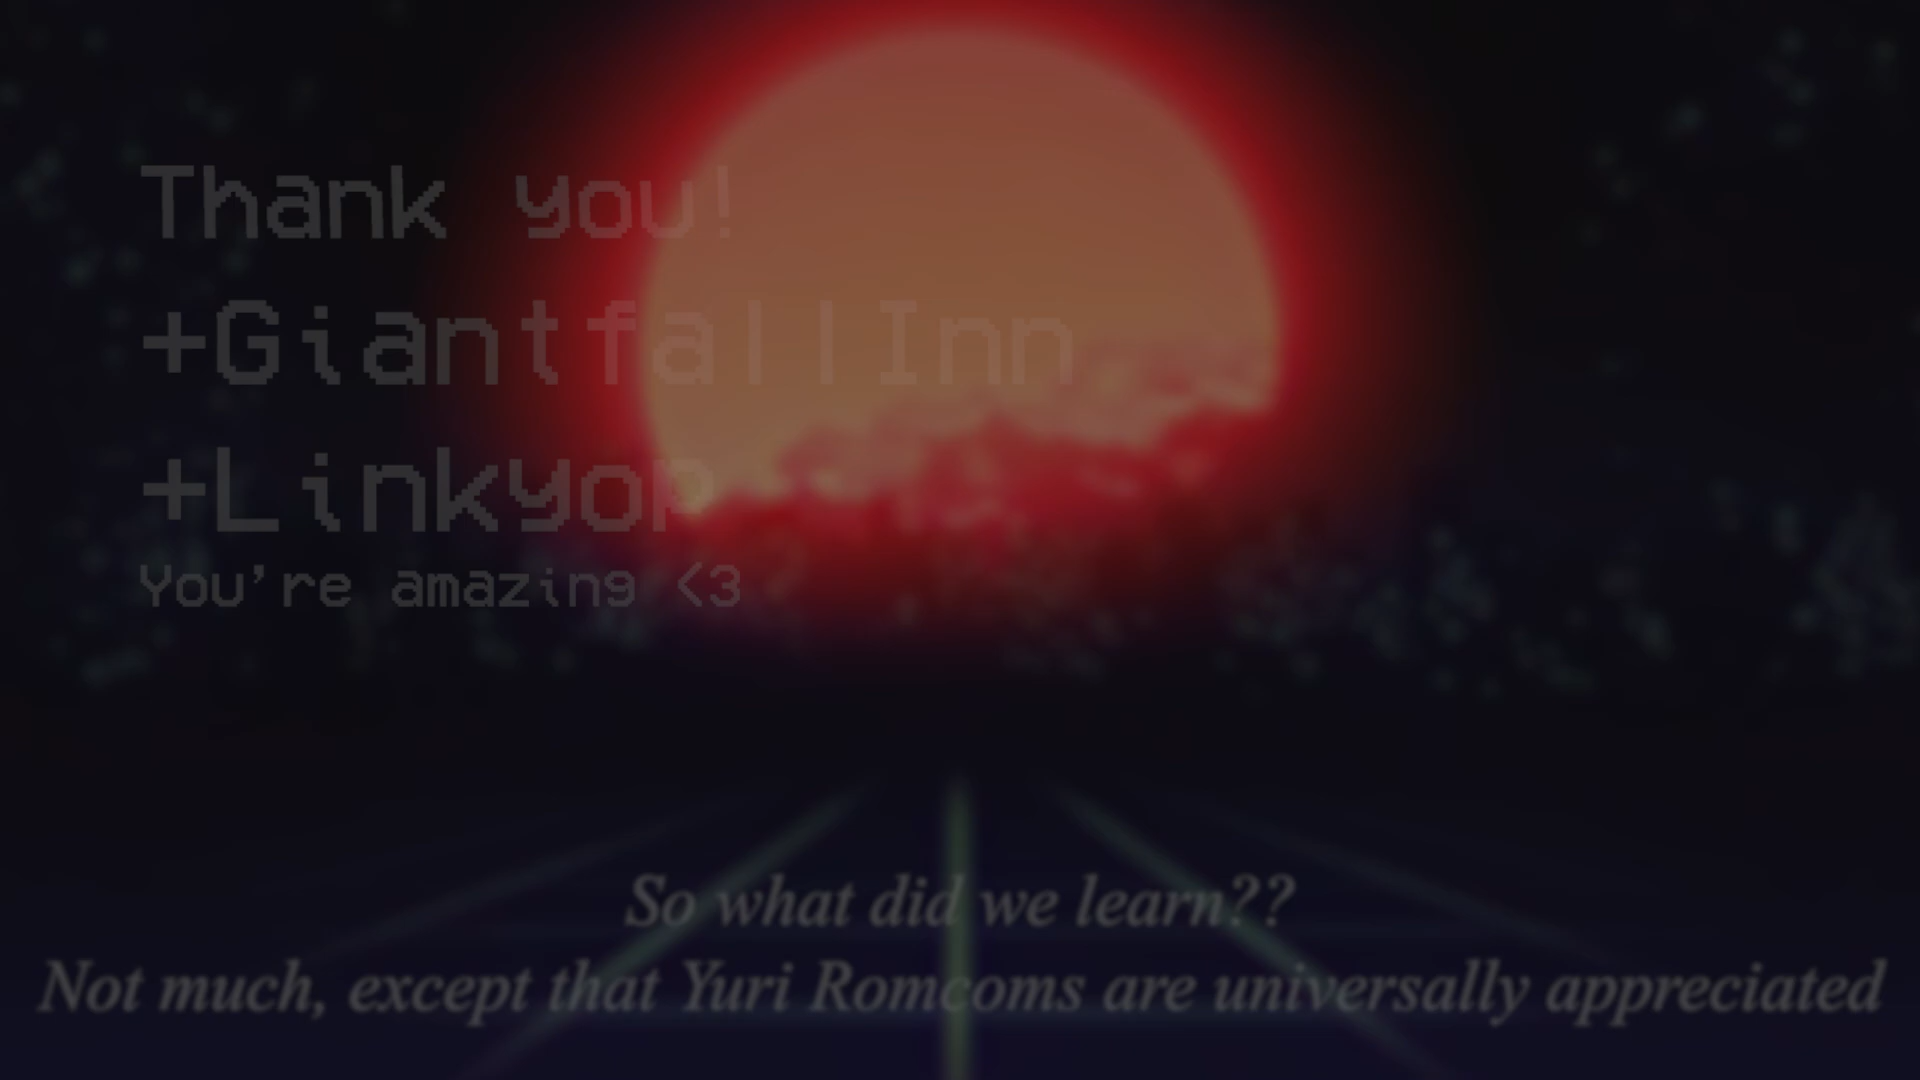 Thank you!
+GiantfallInn
+Linkyop
You're amazing <3
So what did we learn??
Not much, except that Yuri Romcoms are universally appreciated